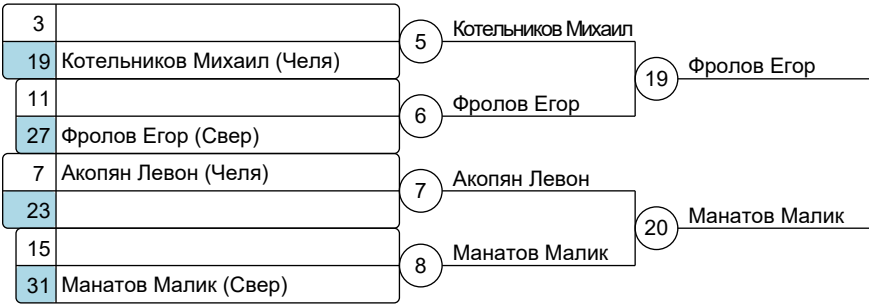 3
19 Котельников Михаил (Челя)
11
27 Фролов Егор (Свер)
7 Акопян Левон (Челя)
23
15
31 Манатов Малик (Свер)
5 Котельников Михаил
6 Фролов Егор
7 Акопян Левон
8 Манатов Малик
19 Фролов Егор
20 Манатов Малик